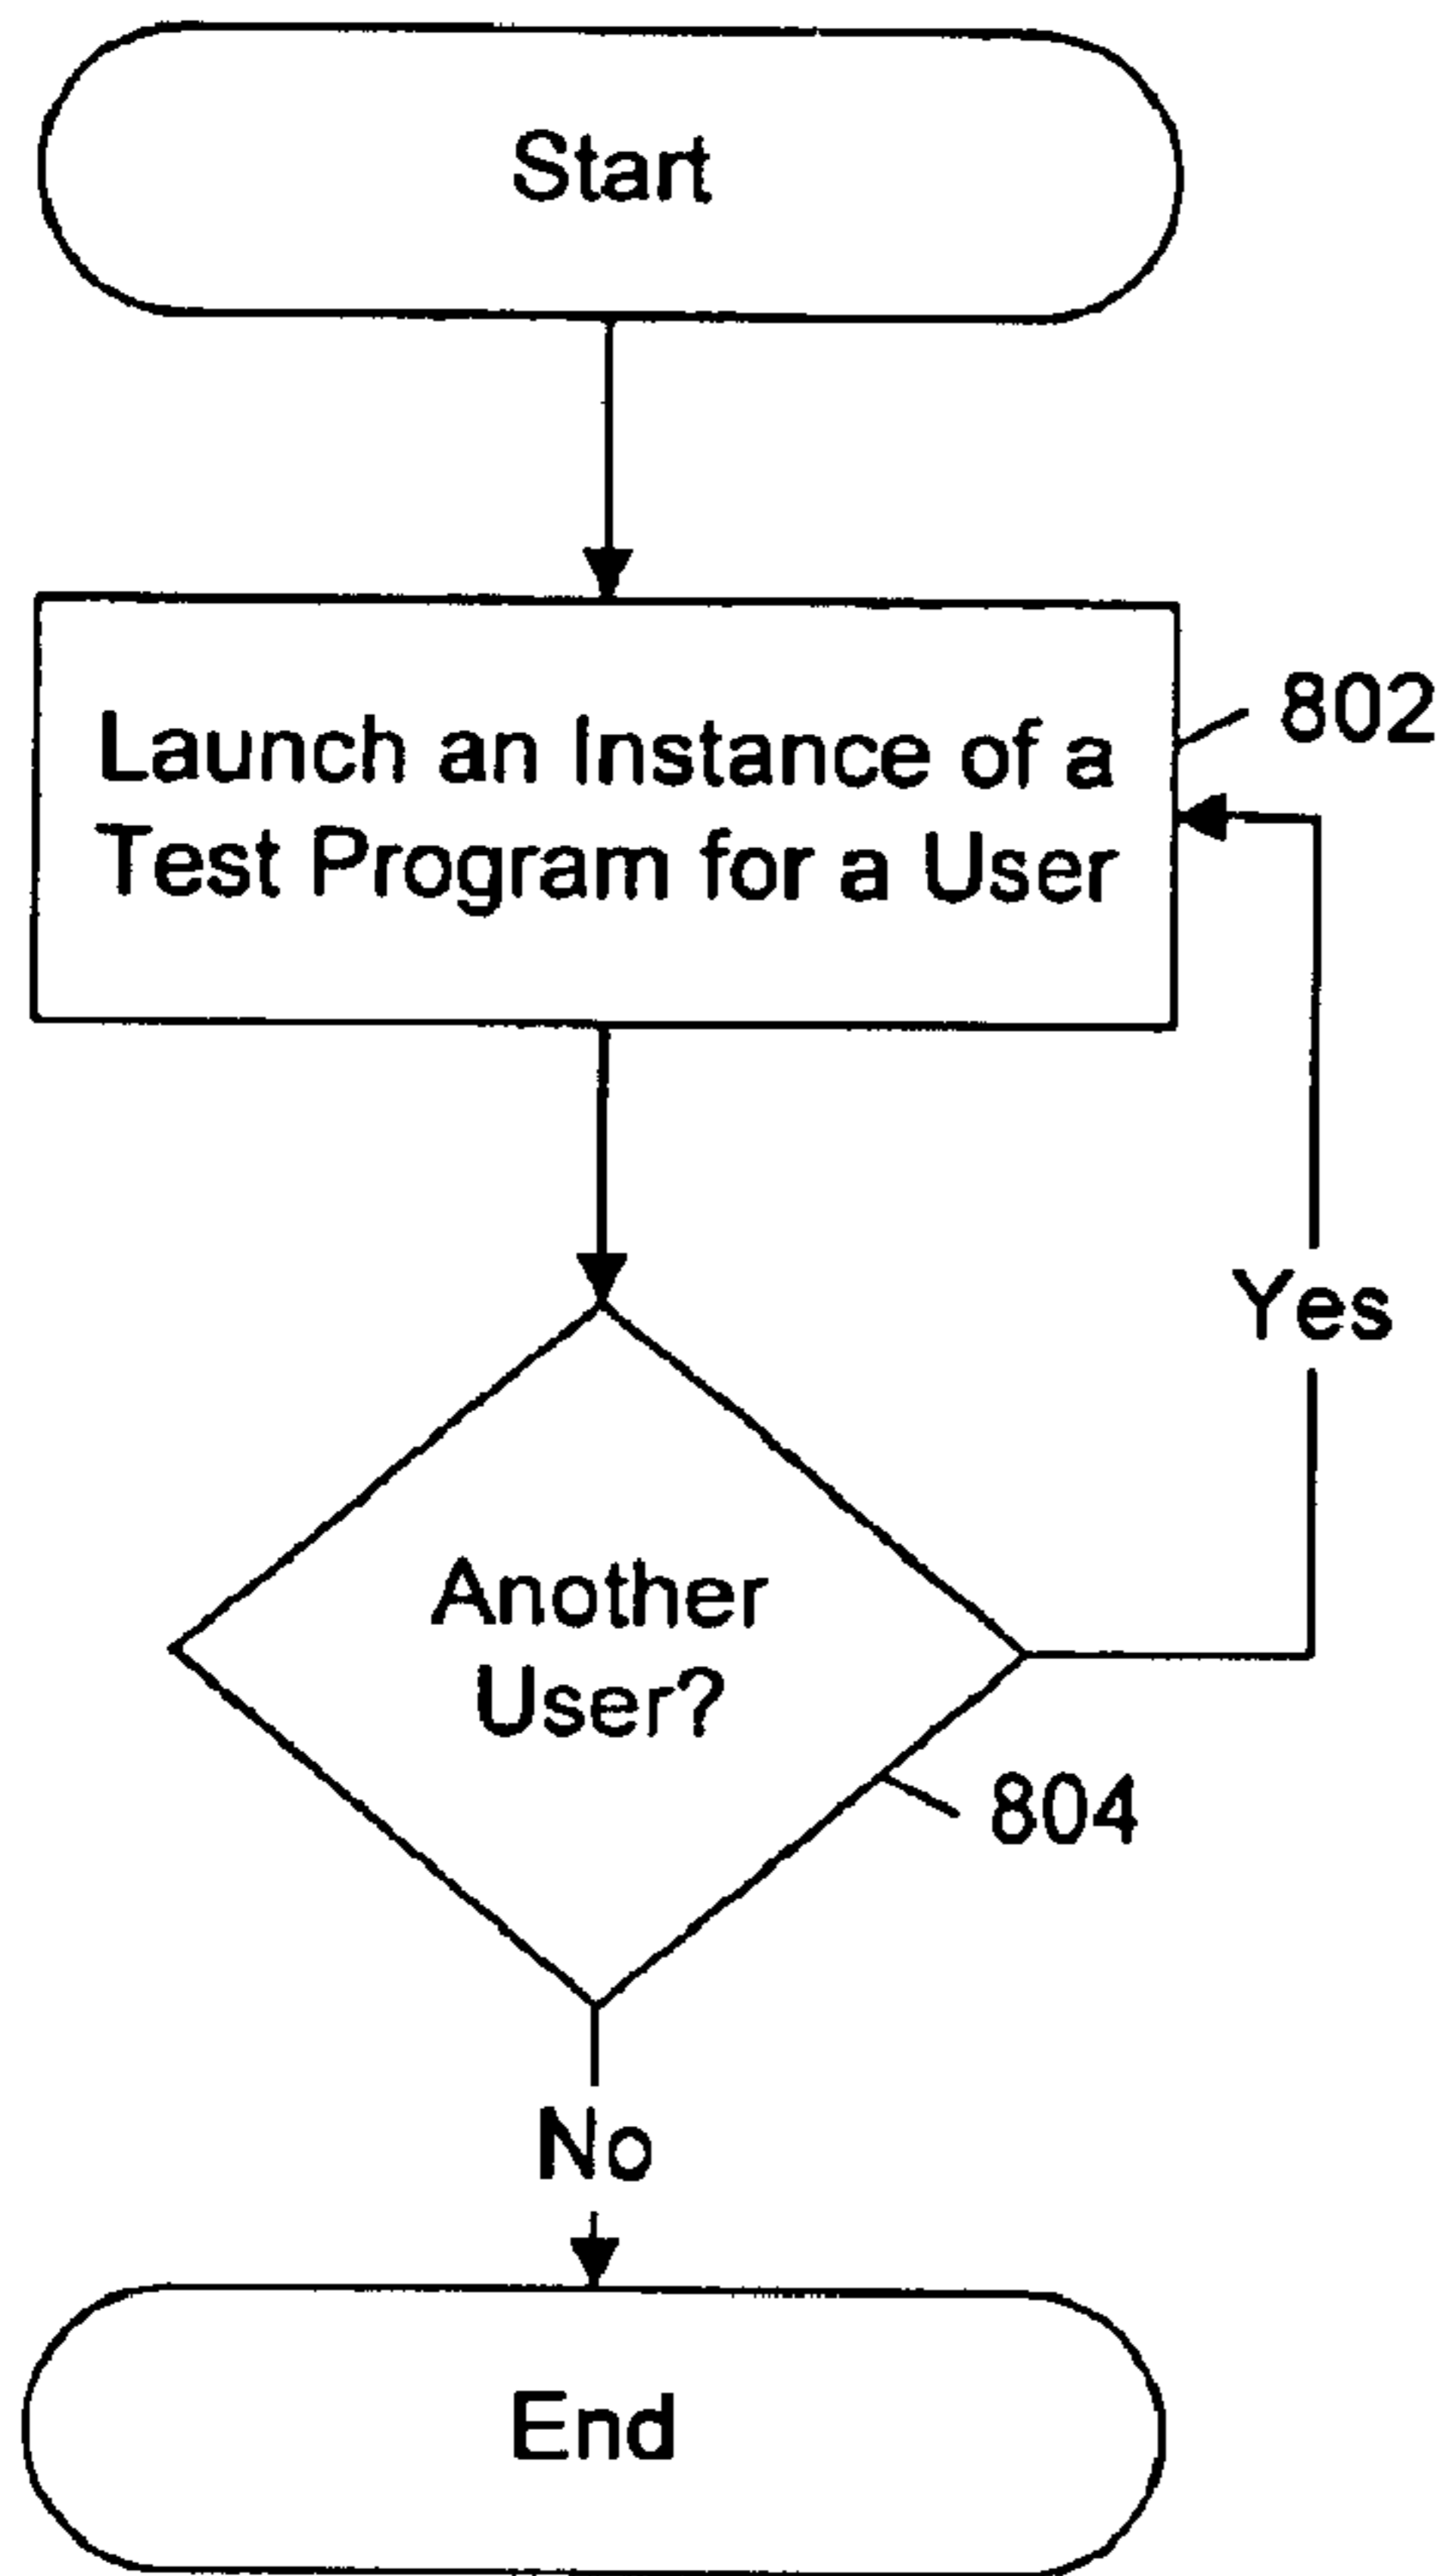 Start
802
Launch an Instance of a
Test Program for a User
Yes
Another
User?
804
No
End